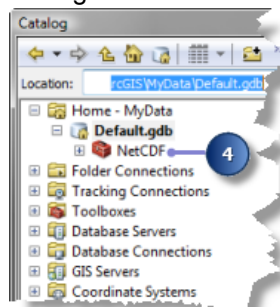 Catalog
Location: rcGIS\MyData\Default.gdb
Home - MyData
Default.gdb
NetCDF
4
Folder Connections
Tracking Connections
Toolboxes
Database Servers
Database Connections
GIS Servers
Coordinate Systems